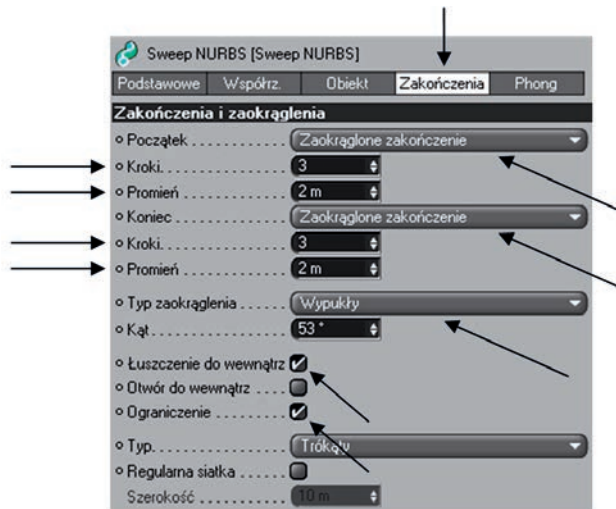 Sweep NURBS [Sweep NURBS]
Podstawowe Współrz. Obiekt Zakończenia Phong
Zakończenia i zaokrąglenia
Początek . . . . . . . . . . . . Zaokrąglone zakończenie
Kroki. . . . . . . . . . . . . . . 3
Promień . . . . . . . . . . . . 2 m
Koniec . . . . . . . . . . . . . Zaokrąglone zakończenie
Kroki. . . . . . . . . . . . . . . 3
Promień . . . . . . . . . . . . 2 m
Typ zaokrąglenia . . . . . Wypukły
Kąt. . . . . . . . . . . . . . . . . 53 °
Łuszczenie do wewnątrz
Otwór do wewnątrz . . . .
Ograniczenie . . . . . . . . .
Typ. . . . . . . . . . . . . . . . Trókąty
Regularna siatka
Szerokość . . . . . . . . . . 10 m